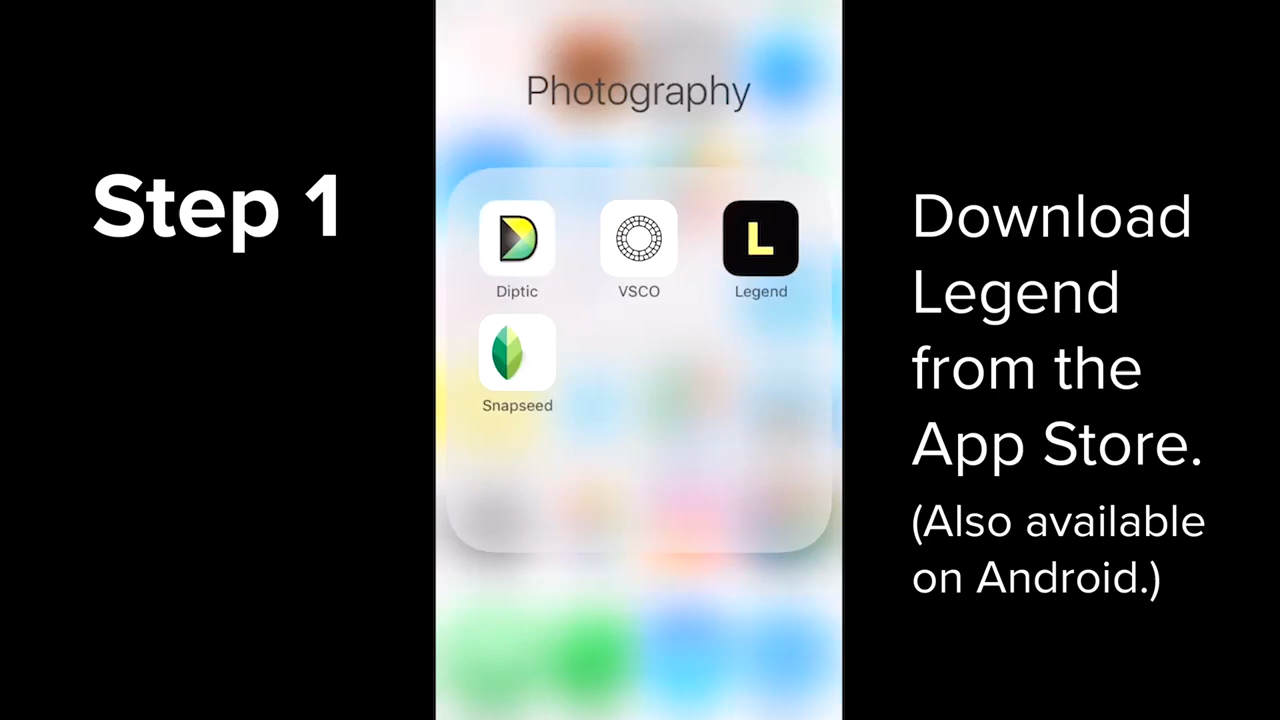 Step 1
Photography
Diptic
VSCO
L
Legend
Snapseed
Download
Legend
from the
App Store.
(Also available
on Android.)